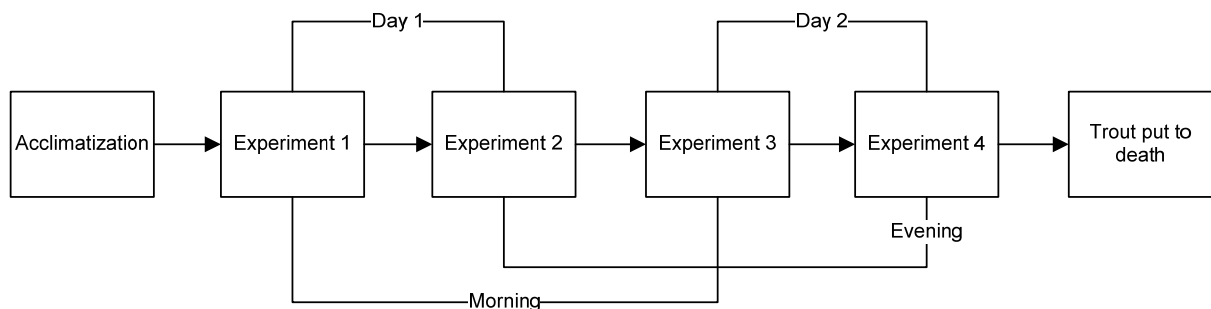 Day 1
Day 2
Acclimatization
Experiment 1
Experiment 2
Experiment 3
Experiment 4
Trout put to
death
Evening
Morning